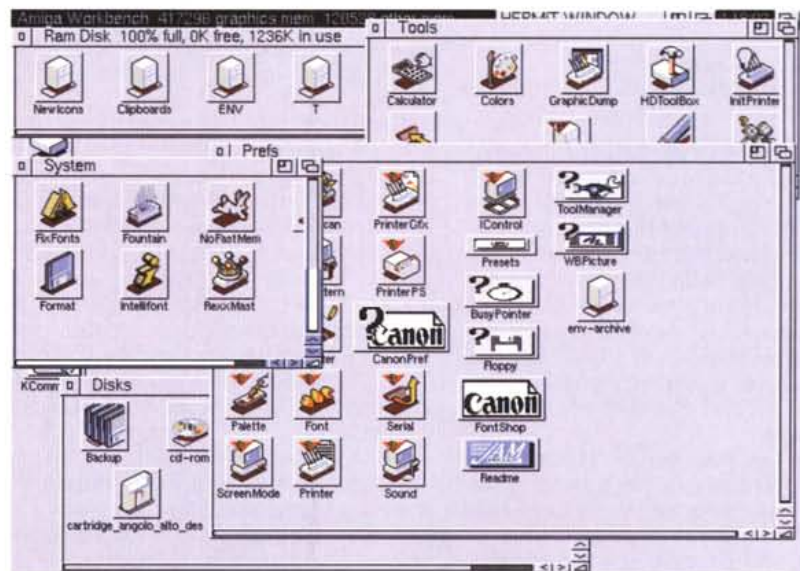 Amiga Workbench 417296 graphics mem
HERMIT WINDOW
Ram Disk 100% full, 0K free, 1236K in use
NewIcons Clipboards ENV T
Tools
Calculator Colors GraphicDump HDToolBox InitPrinter
System
FixFonts Fountain NoFastMem
Format Intellifont RexxMast
Prefs
PrinterGfx IControl ToolManager
Presets WBPicture
PrinterPS BusyPointer env-archive
Canon
CanonPref Floppy
Palette Font Serial
Canon
FontShop
ScreenMode Printer Sound
Readme
Disks
Backup cd-rom
cartridge_angolo_alto_des